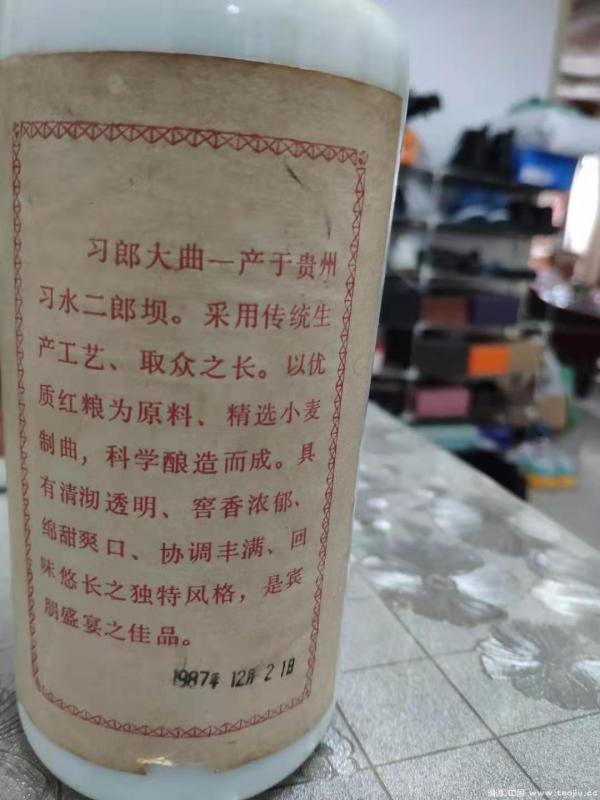 习郎大曲—产于贵州
习水二郎坝。采用传统生
产工艺、取众之长。以优
质红粮为原料、精选小麦
制曲，科学酿造而成。具
有清沏透明、窖香浓郁、
绵甜爽口、协调丰满、回
味悠长之独特风格，是宾
朋盛宴之佳品。
1987年 12月 21日